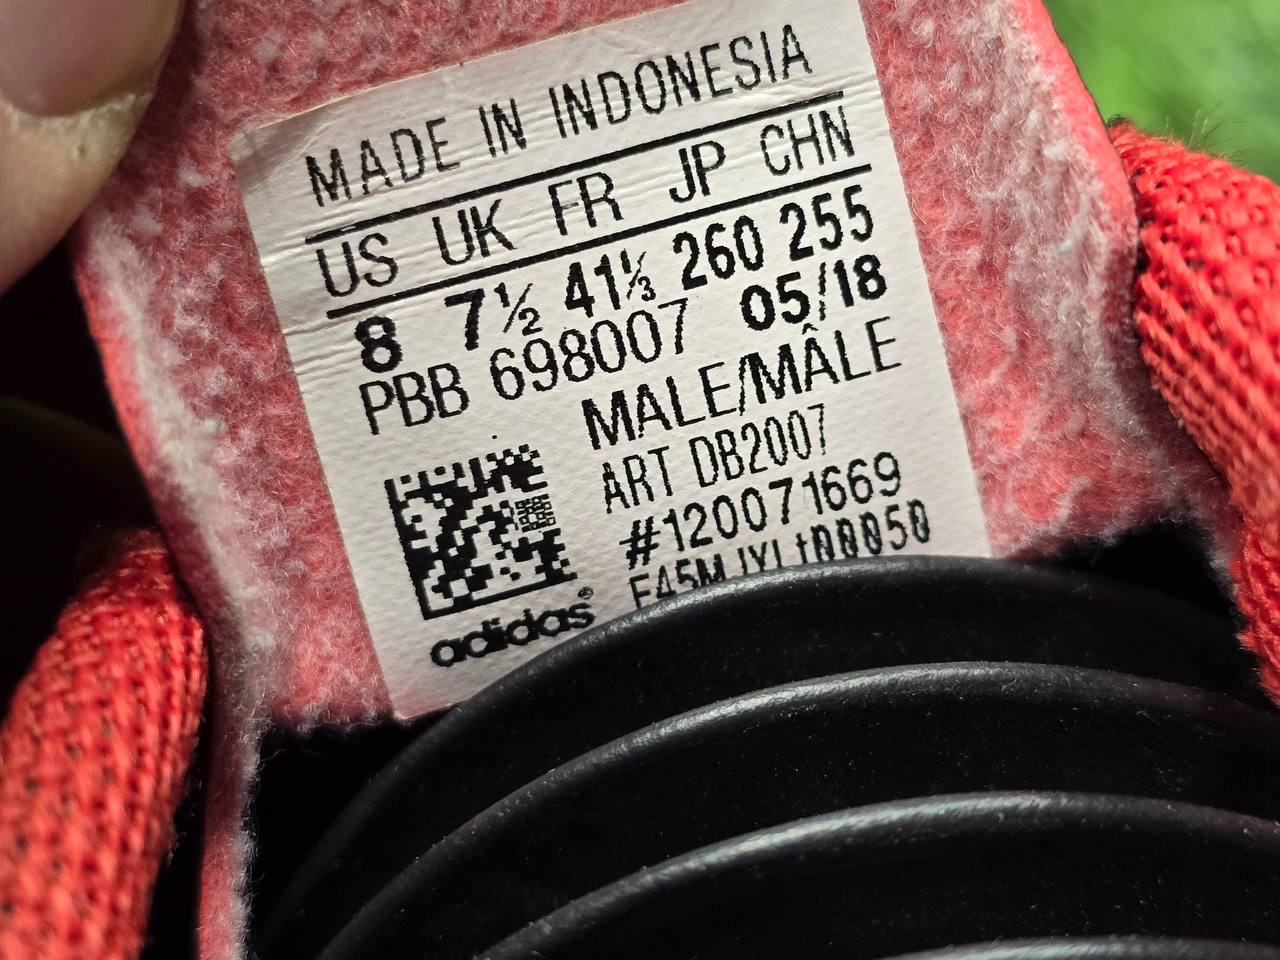 MADE IN INDONESIA
US UK FR JP CHN
8 7½ 41⅓ 260 255
PBB 698007 05/18
MALE/MÂLE
ART DB2007
#120071669
adidas®